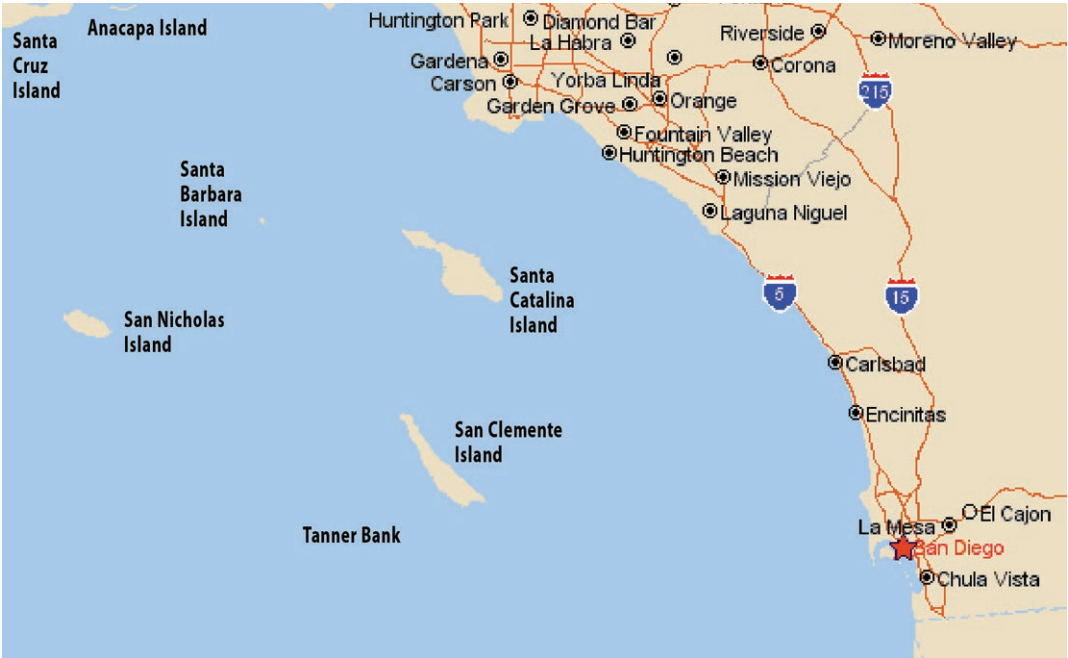 Anacapa Island
Santa
Cruz
Island
Huntington Park
Diamond Bar
La Habra
Riverside
Moreno Valley
Gardena
Corona
Carson
Yorba Linda
215
Garden Grove
Orange
Fountain Valley
Huntington Beach
Santa
Barbara
Island
Mission Viejo
Laguna Niguel
Santa
Catalina
Island
5
15
San Nicholas
Island
Carlsbad
Encinitas
San Clemente
Island
El Cajon
La Mesa
Tanner Bank
San Diego
Chula Vista